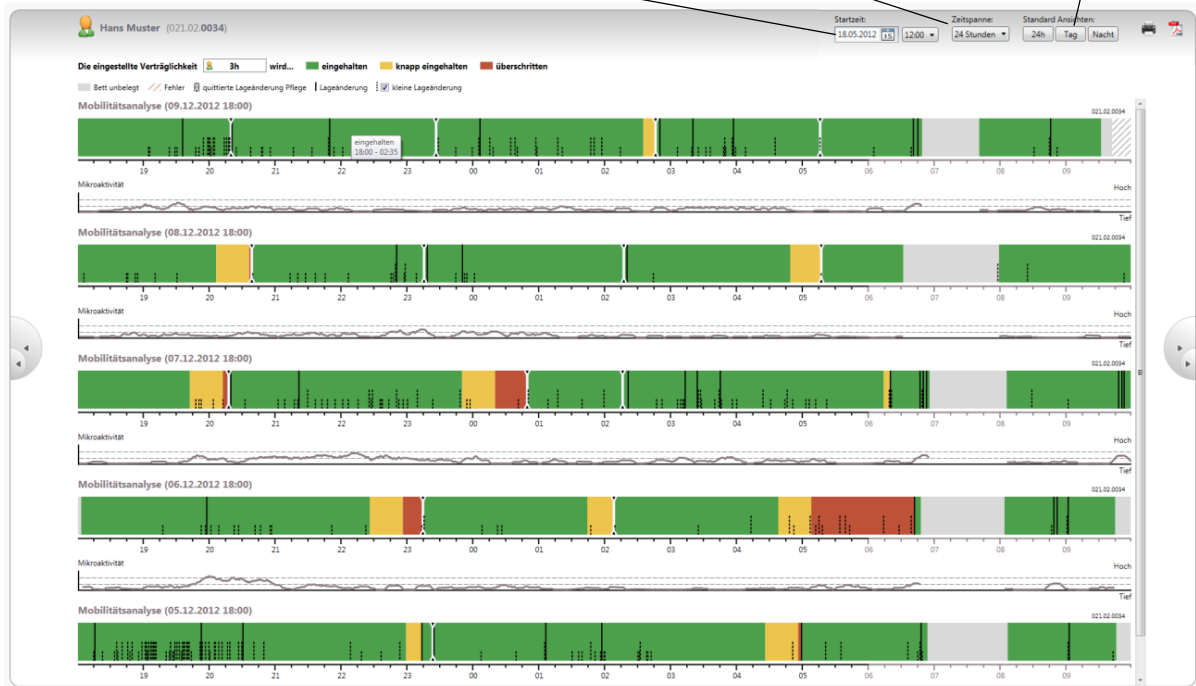 Startzeit: Zeitspanne: Standard Ansichten:
Hans Muster (021.02.0034)
18.05.2012 15 12:00 24 Stunden 24h Tag Nacht
Die eingestellte Verträglichkeit 3h wird... eingehalten knapp eingehalten überschritten
Bett unbelegt Fehler quittierte Lageänderung Pflege Lageänderung kleine Lageänderung
Mobilitätsanalyse (09.12.2012 18:00)
021.02.0034
eingehalten
18:00 - 02:35
19 20 21 22 23 00 01 02 03 04 05 06 07 08 09
Mikroaktivität
Hoch
Tief
Mobilitätsanalyse (08.12.2012 18:00)
021.02.0034
19 20 21 22 23 00 01 02 03 04 05 06 07 08 09
Mikroaktivität
Hoch
Tief
Mobilitätsanalyse (07.12.2012 18:00)
021.02.0034
19 20 21 22 23 00 01 02 03 04 05 06 07 08 09
Mikroaktivität
Hoch
Tief
Mobilitätsanalyse (06.12.2012 18:00)
021.02.0034
19 20 21 22 23 00 01 02 03 04 05 06 07 08 09
Mikroaktivität
Hoch
Tief
Mobilitätsanalyse (05.12.2012 18:00)
021.02.0034
19 20 21 22 23 00 01 02 03 04 05 06 07 08 09